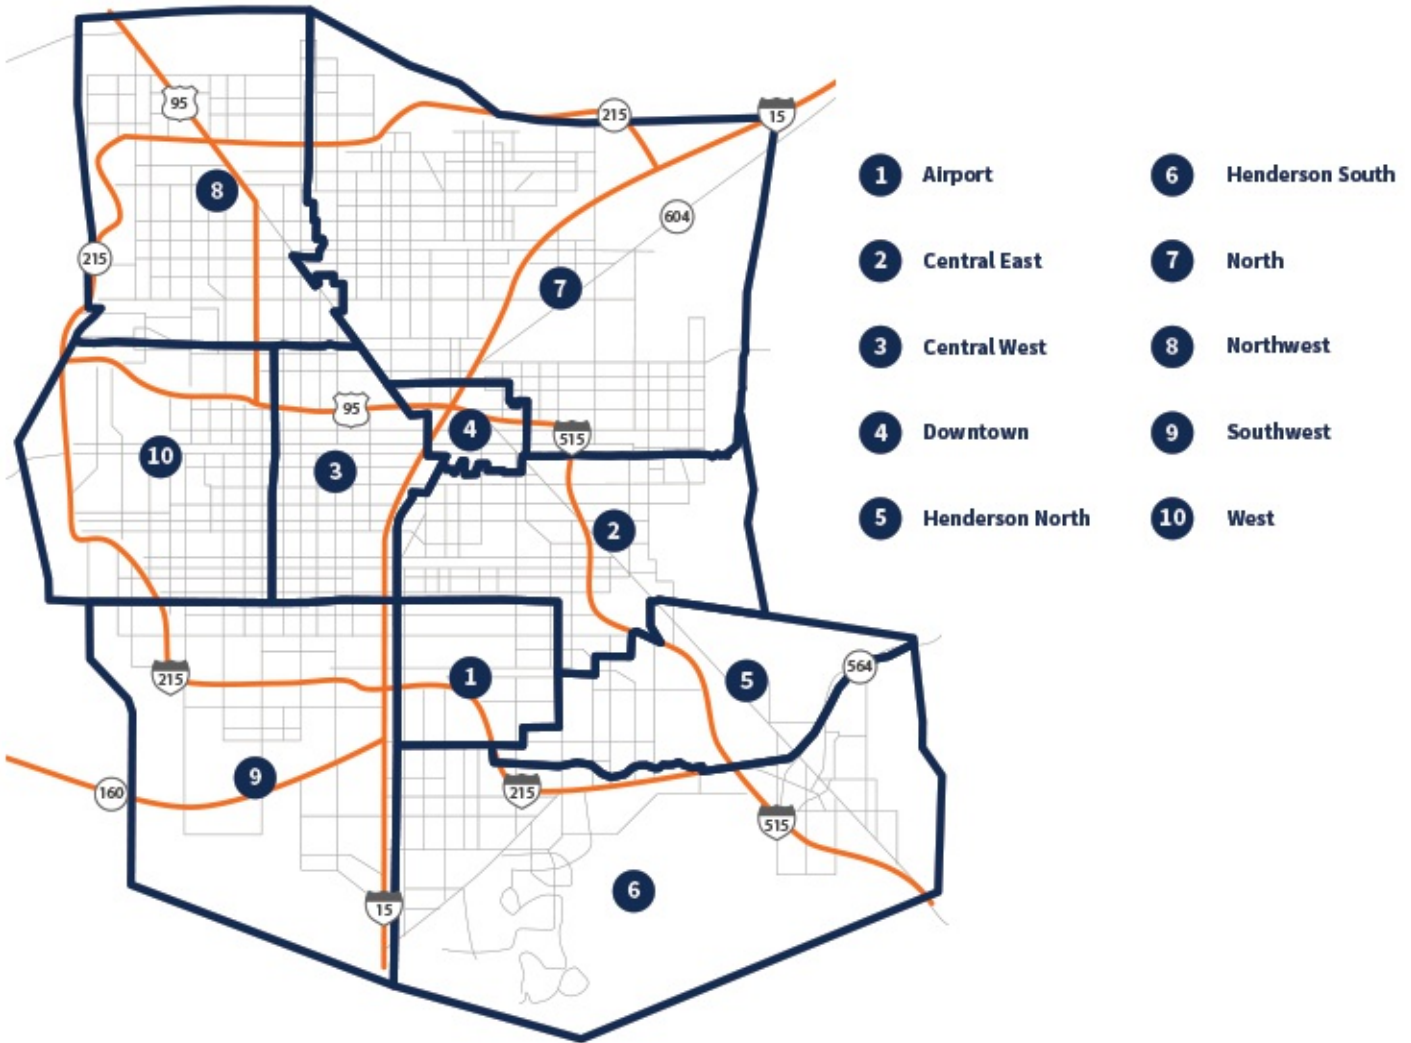 95
215
15
8
604
215
7
95
4
515
10
3
2
1
5
564
215
9
160
215
515
6
15
1 Airport
2 Central East
3 Central West
4 Downtown
5 Henderson North
6 Henderson South
7 North
8 Northwest
9 Southwest
10 West